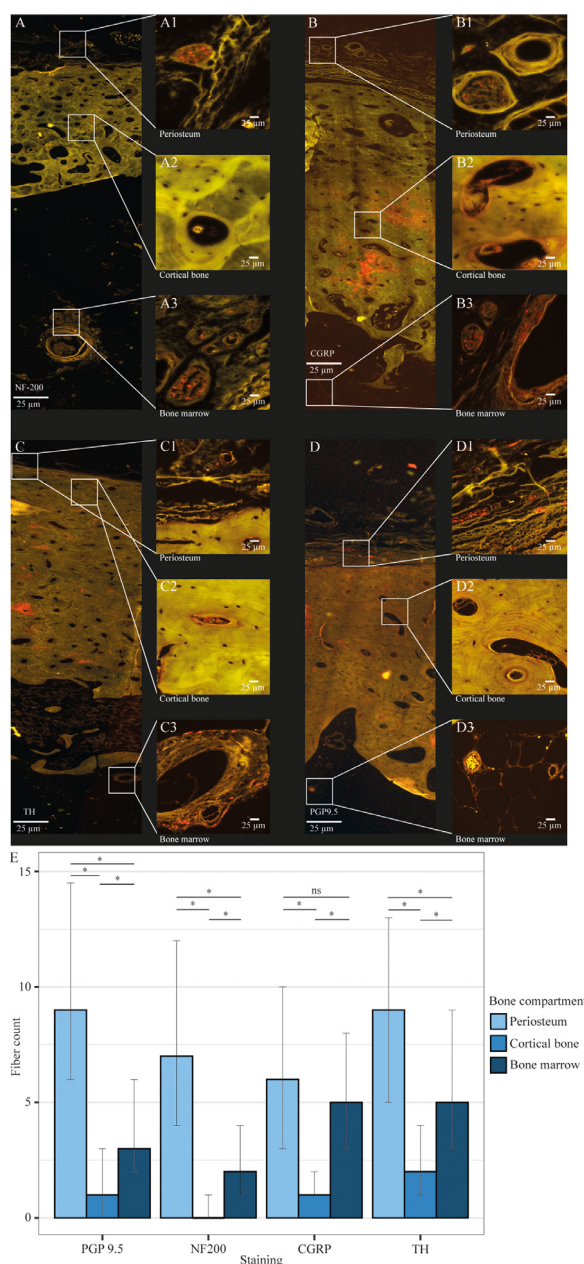 A
A1
25 µm
Periosteum
A2
25 µm
Cortical bone
A3
25 µm
Bone marrow
NF-200
25 µm
B
B1
25 µm
Periosteum
B2
25 µm
Cortical bone
B3
25 µm
Bone marrow
CGRP
25 µm
C
C1
25 µm
Periosteum
C2
25 µm
Cortical bone
C3
25 µm
Bone marrow
TH
25 µm
D
D1
25 µm
Periosteum
D2
25 µm
Cortical bone
D3
25 µm
Bone marrow
PGP9.5
25 µm
E
15
10
5
0
Fiber count
* * *
* * *
ns * *
* * *
PGP 9.5 NF200 CGRP TH
Staining
Bone compartment
Periosteum
Cortical bone
Bone marrow